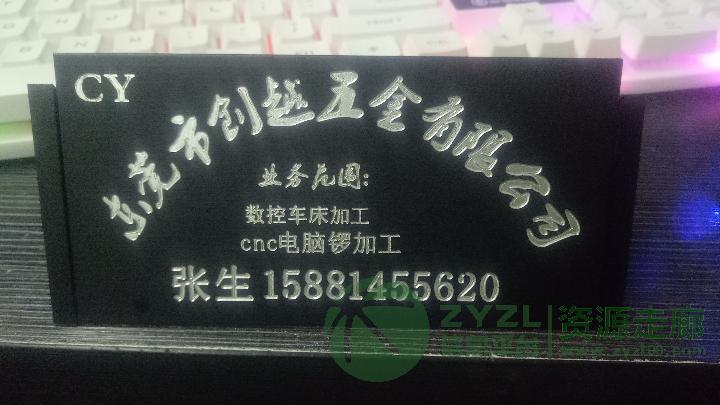 CY
东莞市创越五金有限公司
业务范围：
数控车床加工
cnc电脑锣加工
张生 15881455620
ZYZL 资源走廊